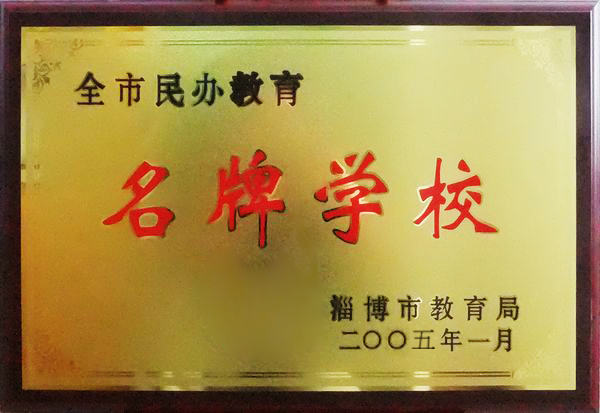 全市民办教育
名牌学校
淄博市教育局
二〇〇五年一月